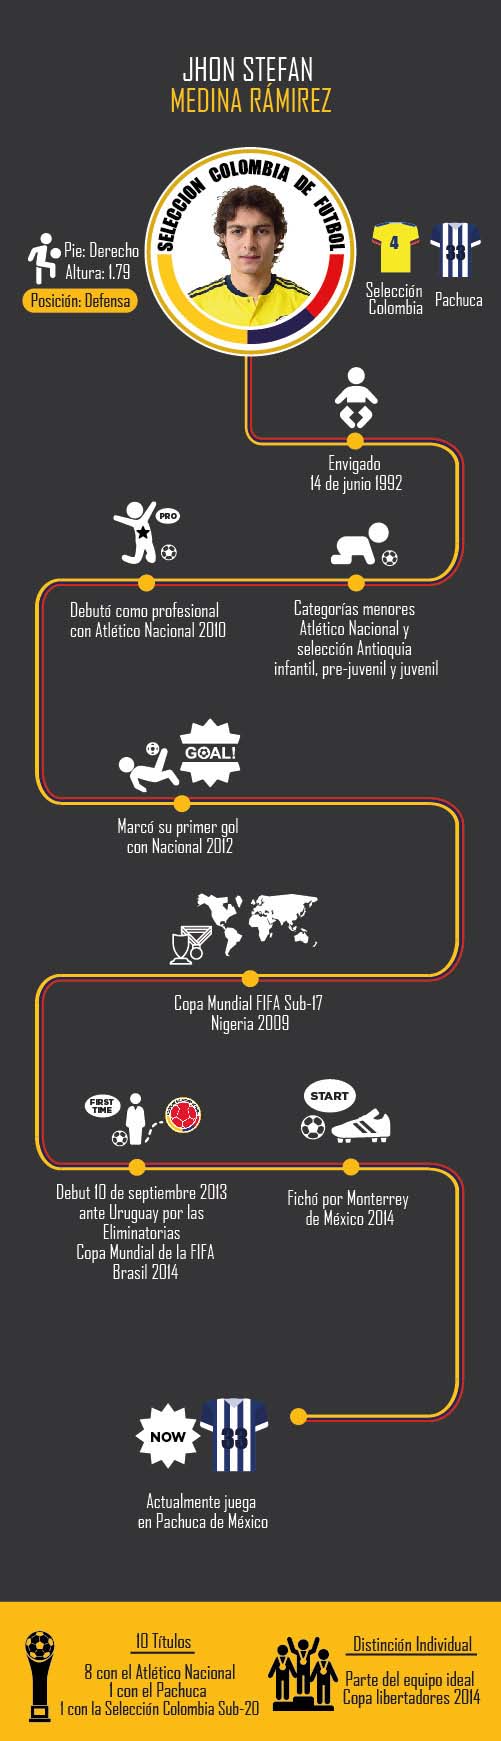 JHON STEFAN
MEDINA RÁMIREZ
SELECCION COLOMBIA DE FUTBOL
Pie: Derecho
Altura: 1.79
Posición: Defensa
4
33
Selección
Colombia
Pachuca
Envigado
14 de junio 1992
PRO
Debutó como profesional
con Atlético Nacional 2010
Categorías menores
Atlético Nacional y
selección Antioquia
infantil, pre-juvenil y juvenil
GOAL!
Marcó su primer gol
con Nacional 2012
Copa Mundial FIFA Sub-17
Nigeria 2009
FIRST
TIME
START
Debut 10 de septiembre 2013
ante Uruguay por las
Eliminatorias
Copa Mundial de la FIFA
Brasil 2014
Fichó por Monterrey
de México 2014
NOW
33
Actualmente juega
en Pachuca de México
10 Títulos
8 con el Atlético Nacional
1 con el Pachuca
1 con la Selección Colombia Sub-20
Distinción Individual
Parte del equipo ideal
Copa libertadores 2014